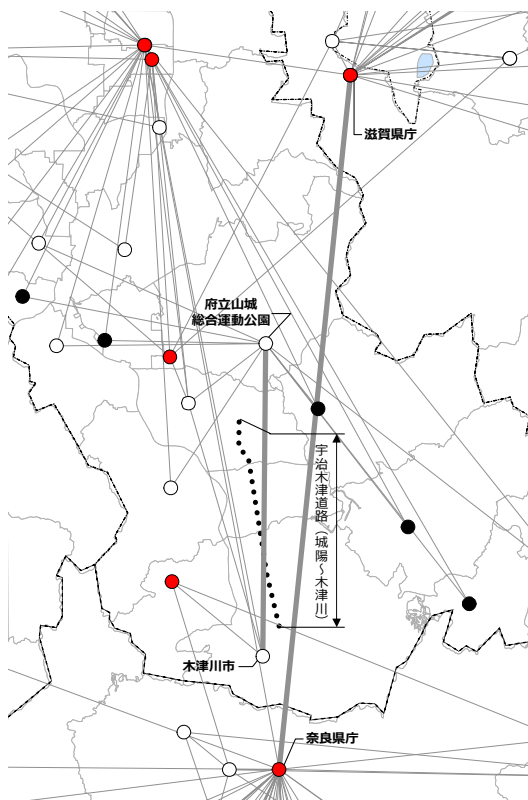 滋賀県庁
府立山城
総合運動公園
宇治木津道路（城陽～木津川）
木津川市
奈良県庁